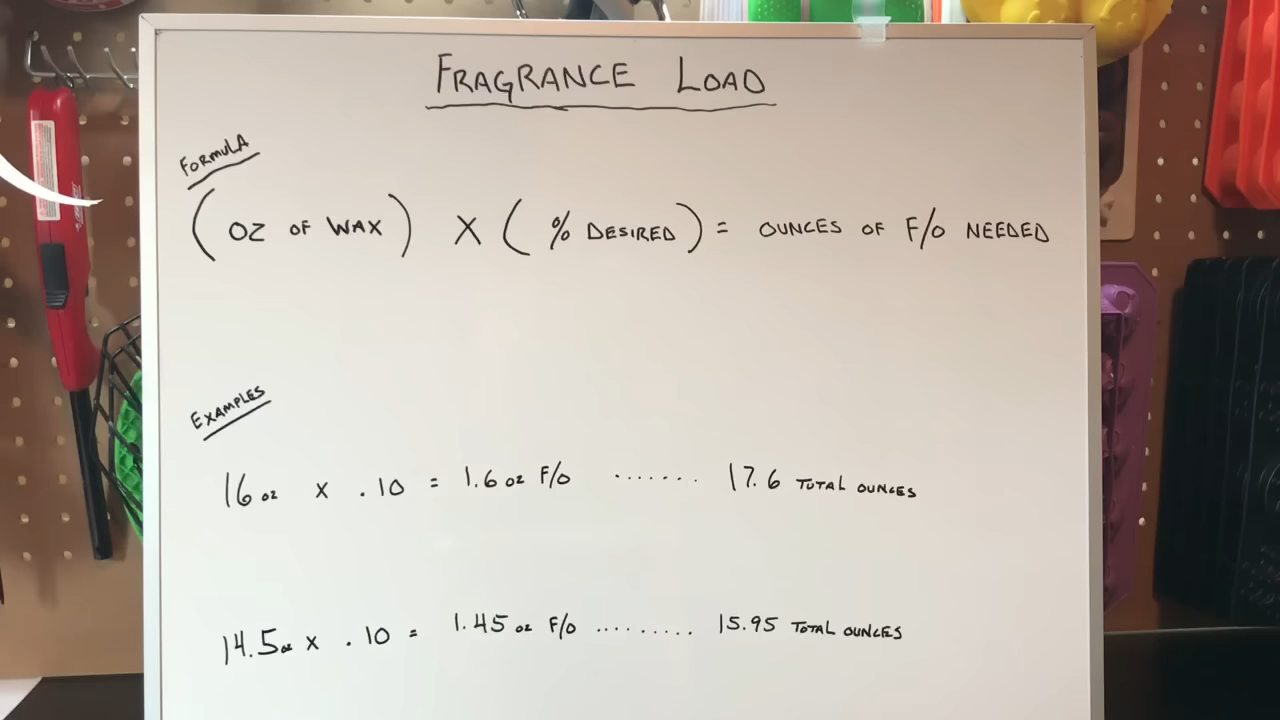 FRAGRANCE LOAD
FORMULA
(OZ OF WAX) X (% DESIRED) = OUNCES OF F/O NEEDED
EXAMPLES
16 oz x .10 = 1.6 oz F/O ....... 17.6 TOTAL OUNCES
14.5 oz x .10 = 1.45 oz F/O .......... 15.95 TOTAL OUNCES